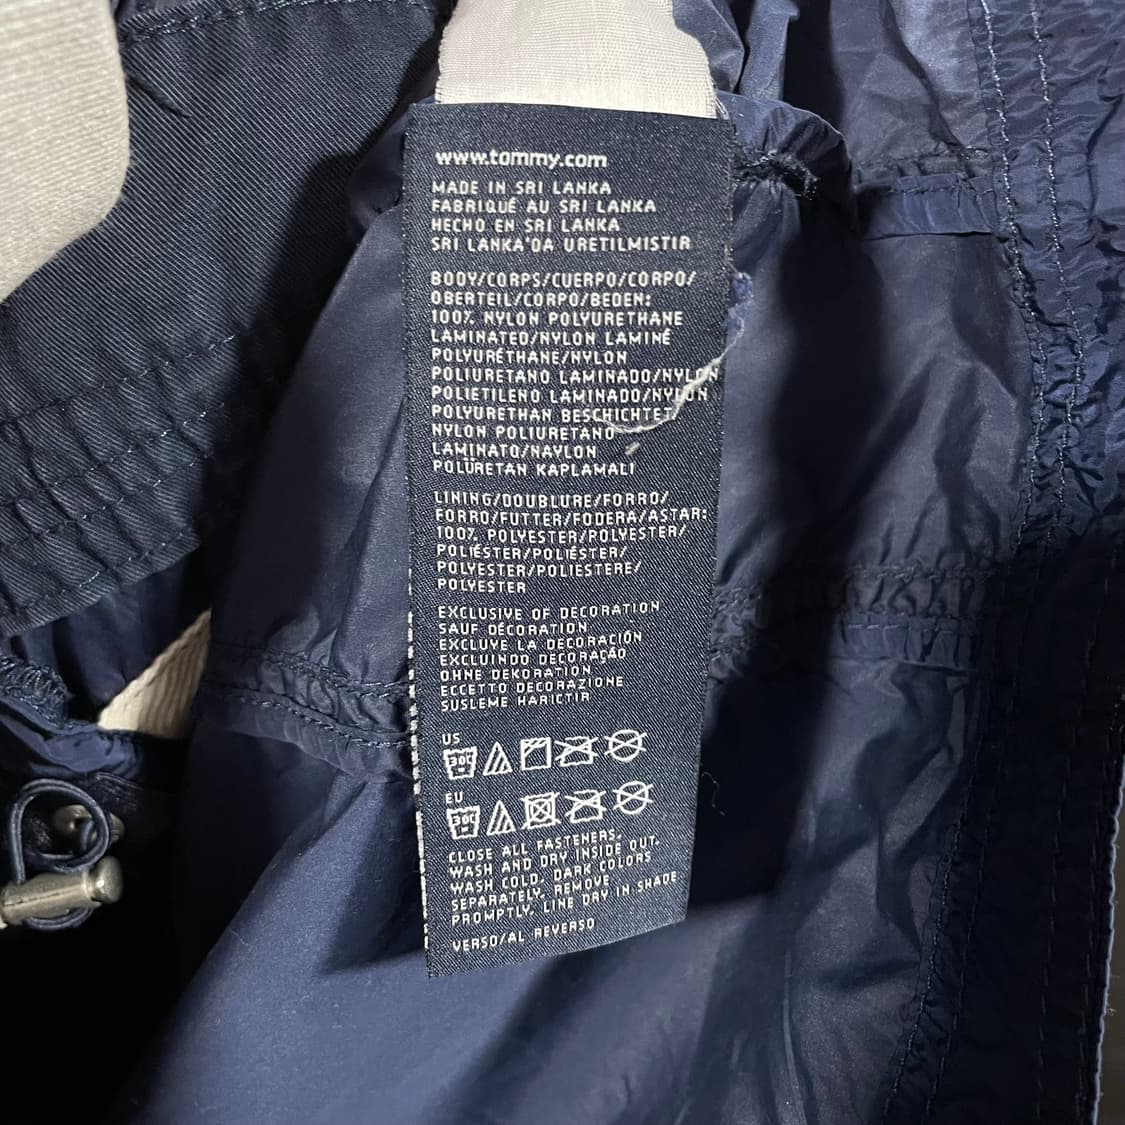 www.tommy.com
MADE IN SRI LANKA
FABRIQUÉ AU SRI LANKA
HECHO EN SRI LANKA
SRI LANKA'DA URETILMISTIR
BODY/CORPS/CUERPO/CORPO/
OBERTEIL/CORPO/BEDEN:
100% NYLON POLYURETHANE
LAMINATED/NYLON LAMINÉ
POLYURÉTHANE/NYLON
POLIURETANO LAMINADO/NYLON
POLIETILENO LAMINADO/NYLON
POLYURETHAN BESCHICHTET/
NYLON POLIURETANO
LAMINATO/NAYLON
POLÜRETAN KAPLAMALI
LINING/DOUBLURE/FORRO/
FORRO/FUTTER/FODERA/ASTAR:
100% POLYESTER/POLYESTER/
POLIÉSTER/POLIÉSTER/
POLYESTER/POLIESTERE/
POLYESTER
EXCLUSIVE OF DECORATION
SAUF DÉCORATION
EXCLUYE LA DECORACIÓN
EXCLUINDO DECORAÇÃO
OHNE DEKORATION
ECCETTO DECORAZIONE
SUSLEME HARICTIR
US
30C
EU
30C
CLOSE ALL FASTENERS.
WASH AND DRY INSIDE OUT.
WASH COLD. DARK COLORS
SEPARATELY. REMOVE
PROMPTLY. LINE DRY IN SHADE
VERSO/AL REVERSO